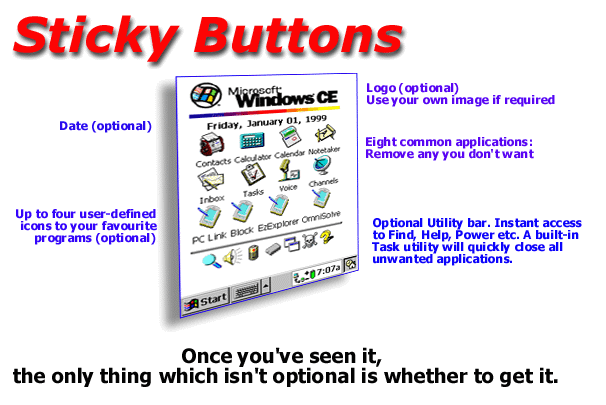 Sticky Buttons
Microsoft
Windows CE
Logo (optional)
Use your own image if required
Date (optional)
Friday, January 01, 1999
Eight common applications:
Remove any you don't want
Contacts Calculator Calendar Notetaker
Inbox Tasks Voice Channels
Up to four user-defined
icons to your favourite
programs (optional)
PC Link Block EzExplorer OmniSolve
Optional Utility bar. Instant access
to Find, Help, Power etc. A built-in
Task utility will quickly close all
unwanted applications.
Start 7:07a
Once you've seen it,
the only thing which isn't optional is whether to get it.